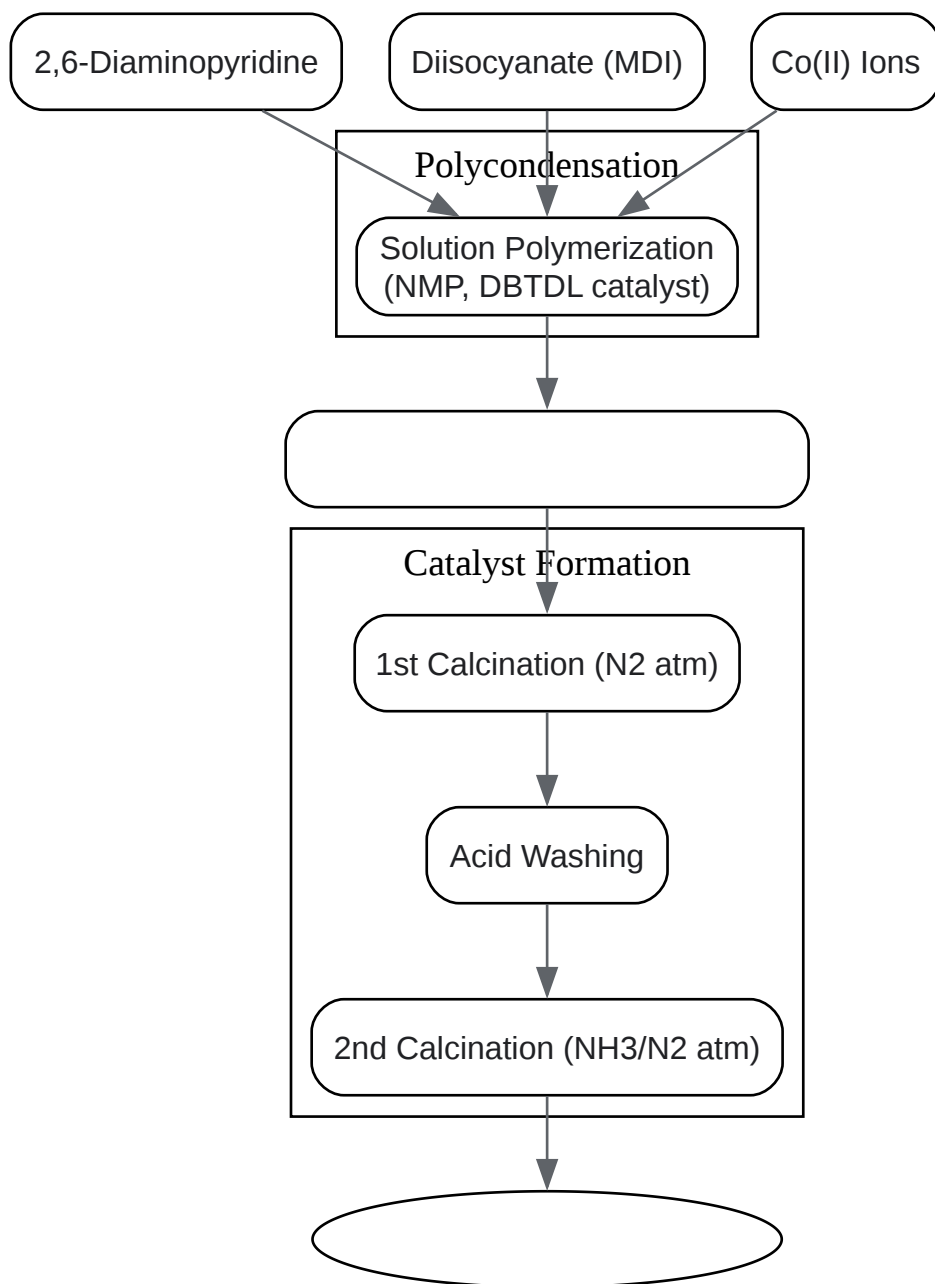 2,6-Diaminopyridine
Diisocyanate (MDI)
Co(II) Ions
Polycondensation
Solution Polymerization
(NMP, DBTDL catalyst)
Catalyst Formation
1st Calcination (N2 atm)
Acid Washing
2nd Calcination (NH3/N2 atm)